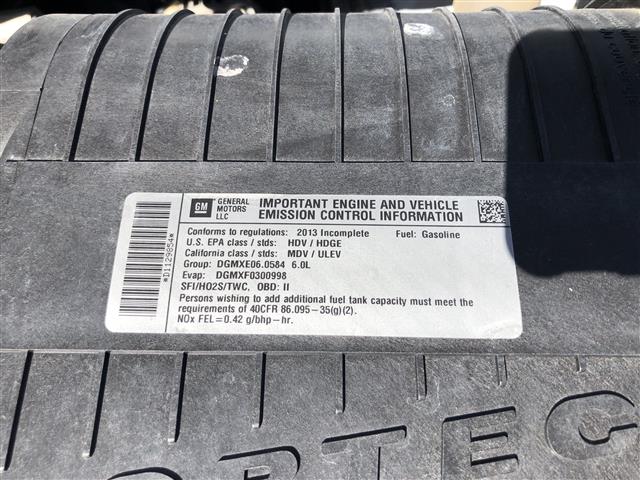 GM GENERAL MOTORS LLC
IMPORTANT ENGINE AND VEHICLE
EMISSION CONTROL INFORMATION
Conforms to regulations: 2013 Incomplete Fuel: Gasoline
U.S. EPA class / stds: HDV / HDGE
California class / stds: MDV / ULEV
Group: DGMXE06.0584 6.0L
Evap: DGMXF0300998
SFI/HO2S/TWC, OBD: II
Persons wishing to add additional fuel tank capacity must meet the
requirements of 40CFR 86.095-35(g)(2).
NOx FEL=0.42 g/bhp-hr.
*D1129854*
ORTEC